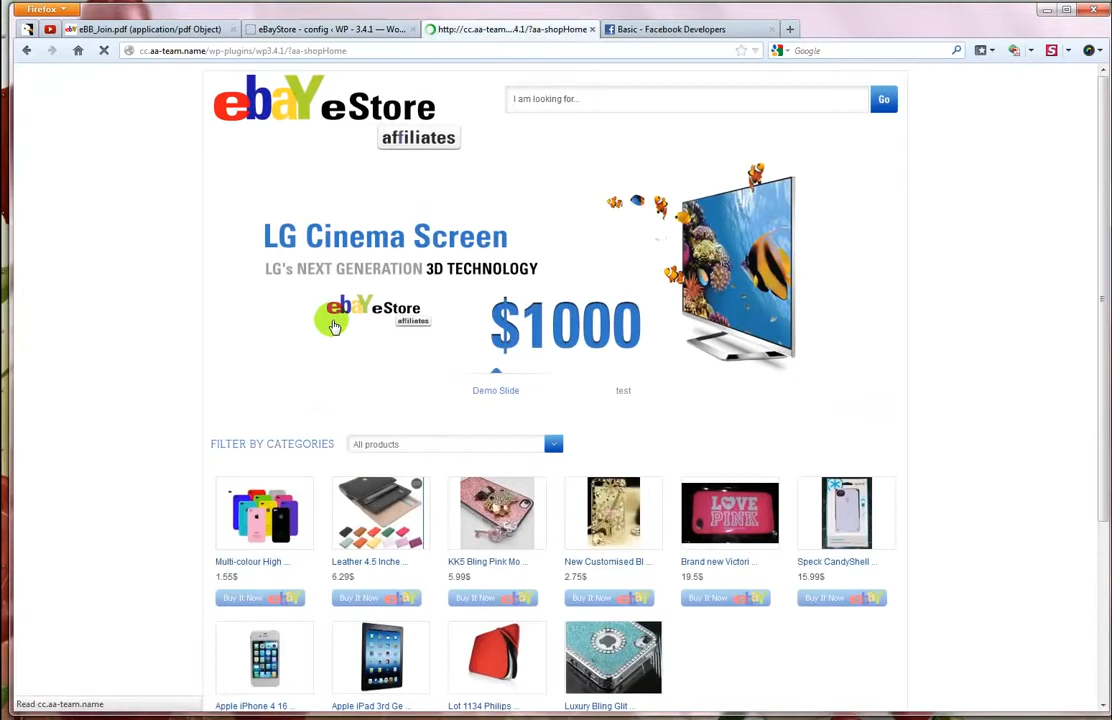 Firefox
eBB_Join.pdf (application/pdf Object)
eBayStore - config ‹ WP - 3.4.1 — Wo...
http://cc.aa-team....4.1/?aa-shopHome
Basic - Facebook Developers
cc.aa-team.name/wp-plugins/wp3.4.1/?aa-shopHome
Google
ebaY eStore
affiliates
I am looking for...
Go
LG Cinema Screen
LG's NEXT GENERATION 3D TECHNOLOGY
ebaY eStore
affiliates
$1000
Demo Slide
test
FILTER BY CATEGORIES
All products
LOVE PINK
Multi-colour High ...
Leather 4.5 Inche ...
KK5 Bling Pink Mo ...
New Customised Bl ...
Brand new Victori ...
Speck CandyShell ...
1.55$
6.29$
5.99$
2.75$
19.5$
15.99$
Buy It Now ebaY
Buy It Now ebaY
Buy It Now ebaY
Buy It Now ebaY
Buy It Now ebaY
Buy It Now ebaY
Apple iPhone 4 16 ...
Apple iPad 3rd Ge ...
Lot 1134 Philips ...
Luxury Bling Glit ...
Read cc.aa-team.name